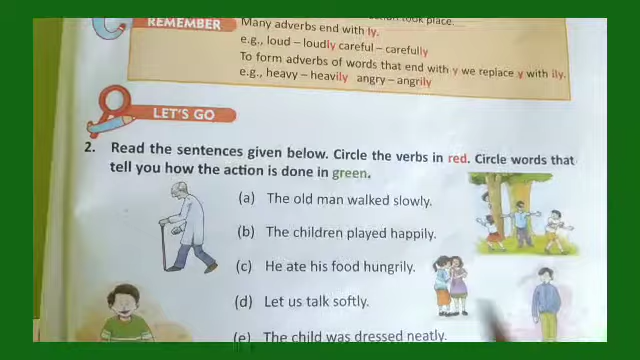 took place.
REMEMBER
Many adverbs end with ly.
e.g., loud – loudly careful – carefully
To form adverbs of words that end with y we replace y with ily.
e.g., heavy – heavily angry – angrily
LET'S GO
2. Read the sentences given below. Circle the verbs in red. Circle words that
tell you how the action is done in green.
(a) The old man walked slowly.
(b) The children played happily.
(c) He ate his food hungrily.
(d) Let us talk softly.
(e) The child was dressed neatly.